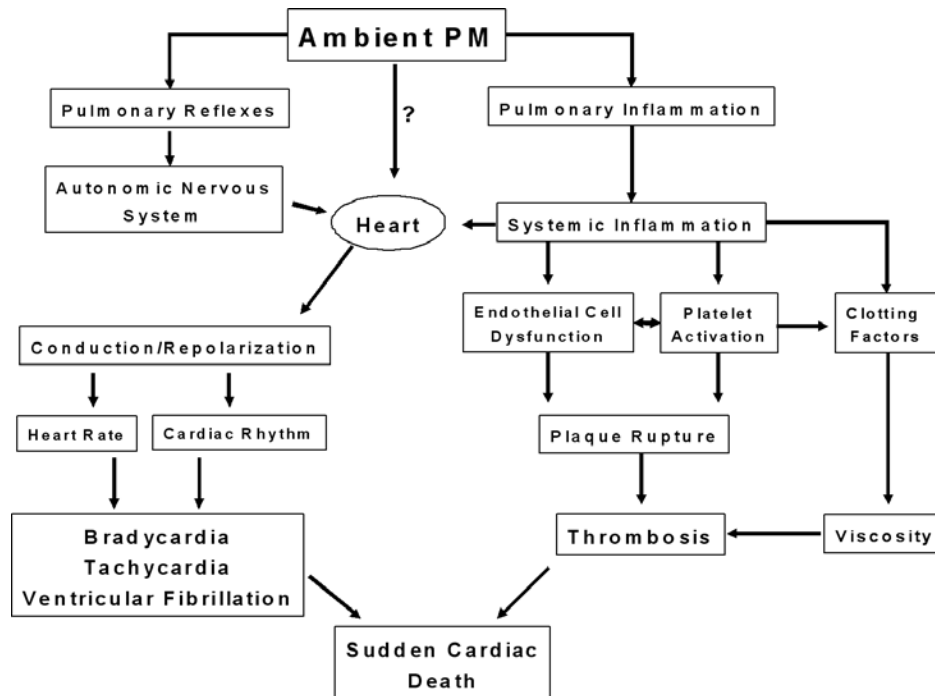 Ambient PM
Pulmonary Reflexes
?
Pulmonary Inflammation
Autonomic Nervous
System
Heart
Systemic Inflammation
Endothelial Cell
Dysfunction
Platelet
Activation
Clotting
Factors
Conduction/Repolarization
Heart Rate
Cardiac Rhythm
Plaque Rupture
Bradycardia
Tachycardia
Ventricular Fibrillation
Thrombosis
Viscosity
Sudden Cardiac
Death